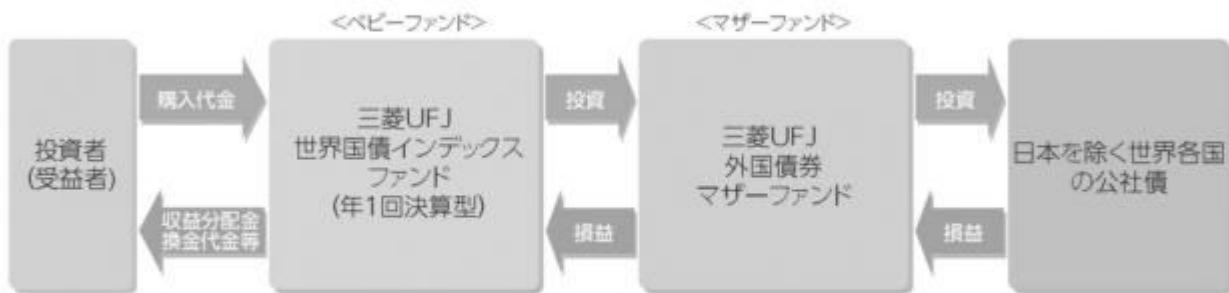 <ベビーファンド>
<マザーファンド>
投資者
(受益者)
購入代金
収益分配金
換金代金等
三菱UFJ
世界国債インデックス
ファンド
(年1回決算型)
投資
損益
三菱UFJ
外国債券
マザーファンド
投資
損益
日本を除く世界各国
の公社債